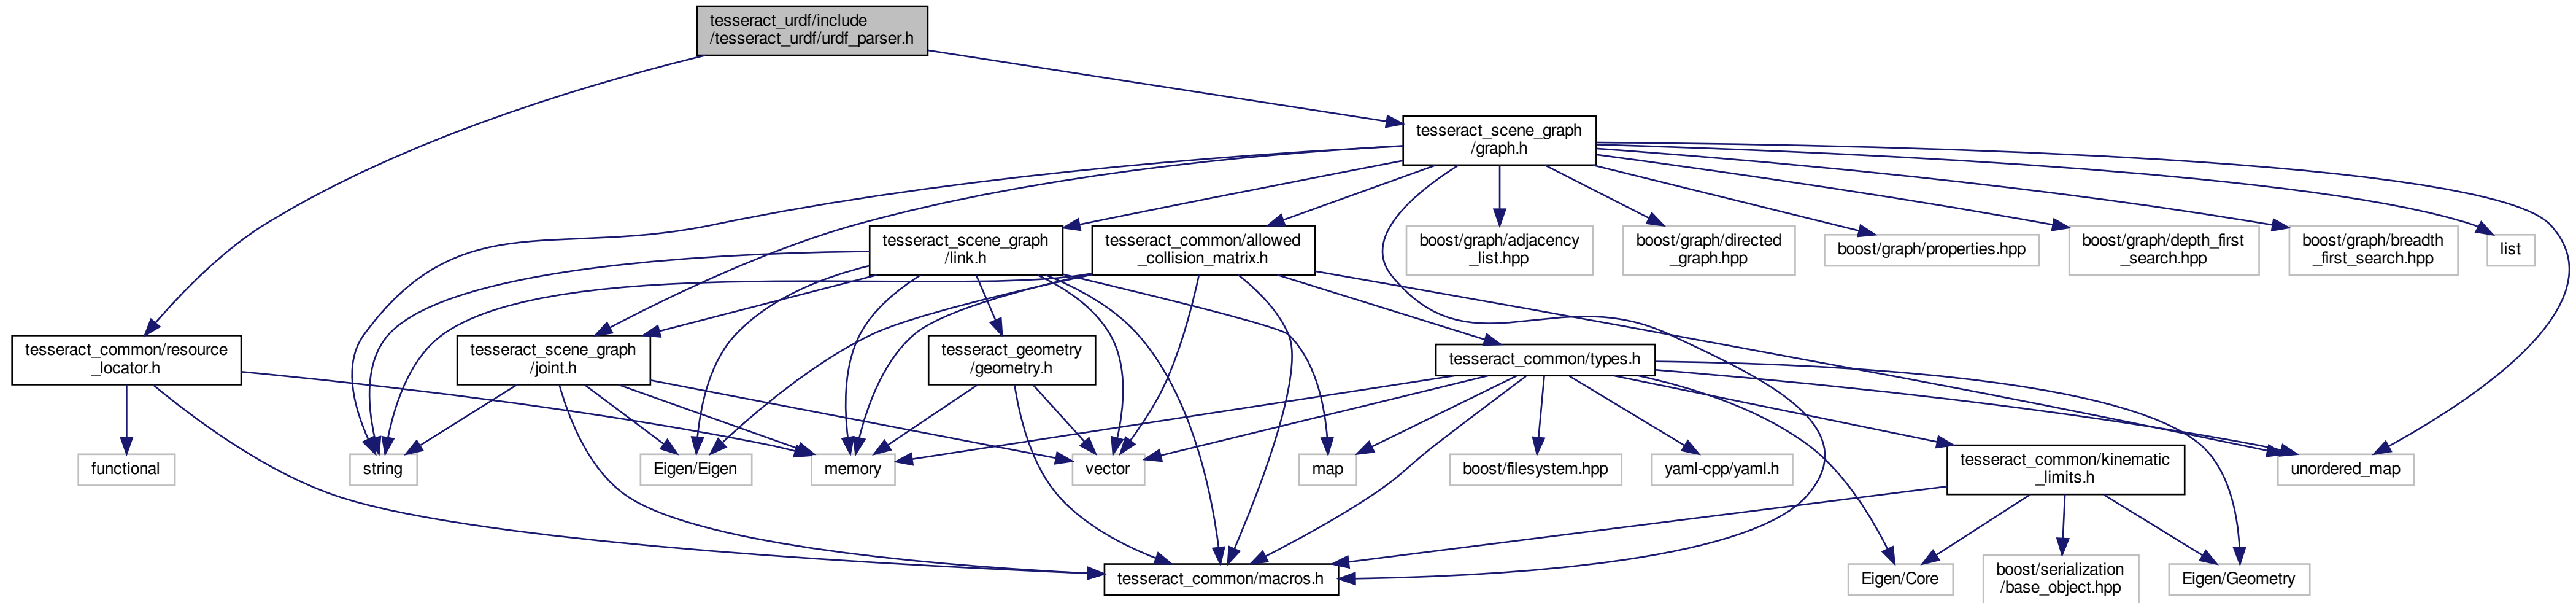 tesseract_urdf/include
/tesseract_urdf/urdf_parser.h
tesseract_scene_graph
/graph.h
tesseract_scene_graph
/link.h
tesseract_common/allowed
_collision_matrix.h
boost/graph/adjacency
_list.hpp
boost/graph/directed
_graph.hpp
boost/graph/properties.hpp
boost/graph/depth_first
_search.hpp
boost/graph/breadth
_first_search.hpp
list
tesseract_common/resource
_locator.h
tesseract_scene_graph
/joint.h
tesseract_geometry
/geometry.h
tesseract_common/types.h
functional
string
Eigen/Eigen
memory
vector
map
boost/filesystem.hpp
yaml-cpp/yaml.h
tesseract_common/kinematic
_limits.h
unordered_map
tesseract_common/macros.h
Eigen/Core
boost/serialization
/base_object.hpp
Eigen/Geometry